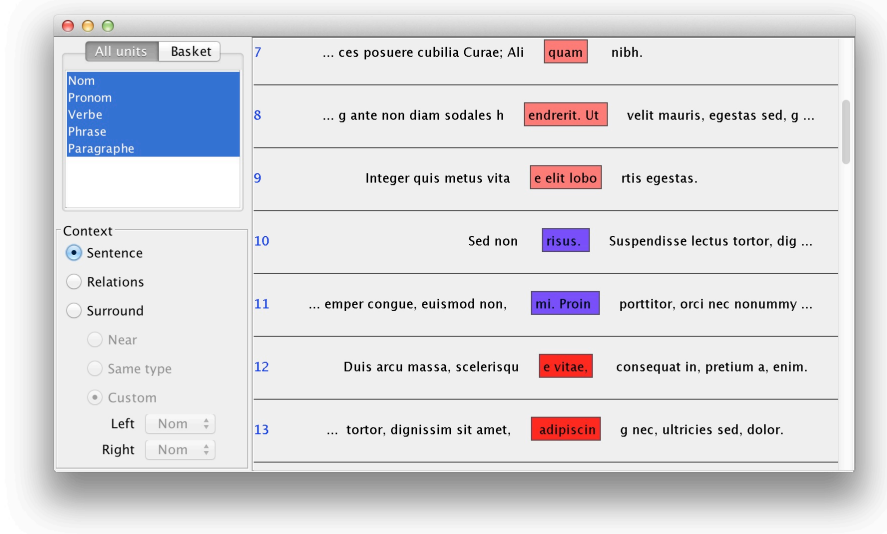 All units Basket
Nom
Pronom
Verbe
Phrase
Paragraphe
Context
Sentence
Relations
Surround
Near
Same type
Custom
Left Nom
Right Nom
7 ... ces posuere cubilia Curae; Ali quam nibh.
8 ... g ante non diam sodales h endrerit. Ut velit mauris, egestas sed, g ...
9 Integer quis metus vita e elit lobo rtis egestas.
10 Sed non risus. Suspendisse lectus tortor, dig ...
11 ... emper congue, euismod non, mi. Proin porttitor, orci nec nonummy ...
12 Duis arcu massa, scelerisqu e vitae, consequat in, pretium a, enim.
13 ... tortor, dignissim sit amet, adipiscin g nec, ultricies sed, dolor.